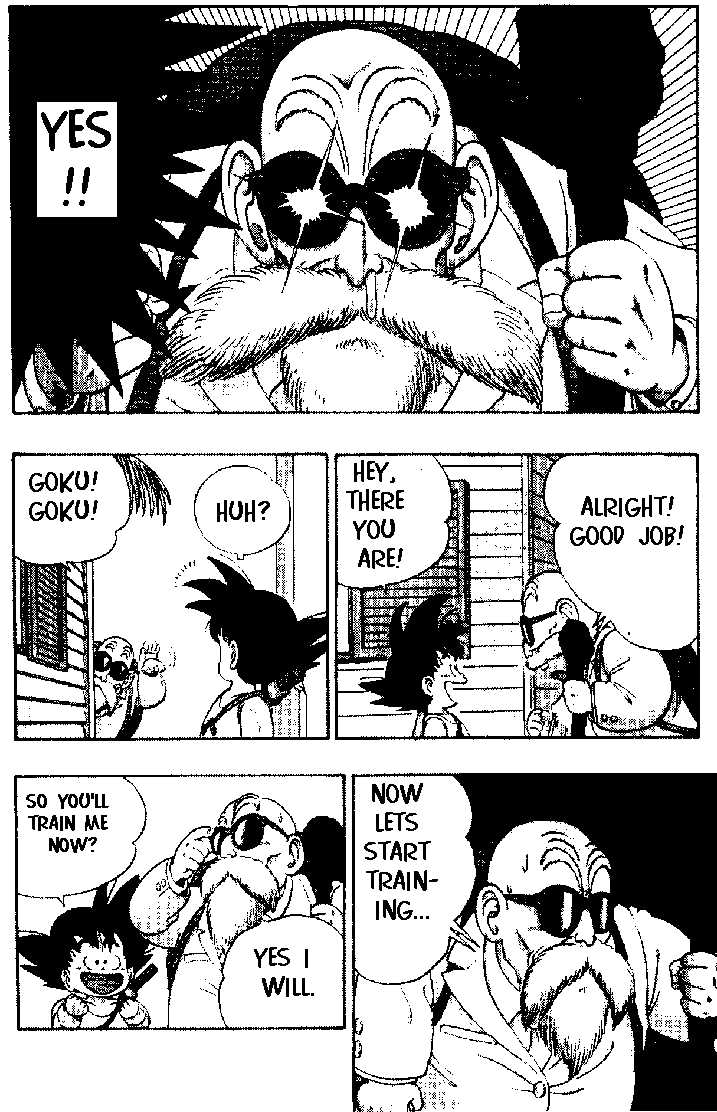 YES
!!
GOKU!
GOKU!
HUH?
HEY,
THERE
YOU
ARE!
ALRIGHT!
GOOD JOB!
SO YOU'LL
TRAIN ME
NOW?
YES I
WILL.
NOW
LETS
START
TRAIN-
ING...